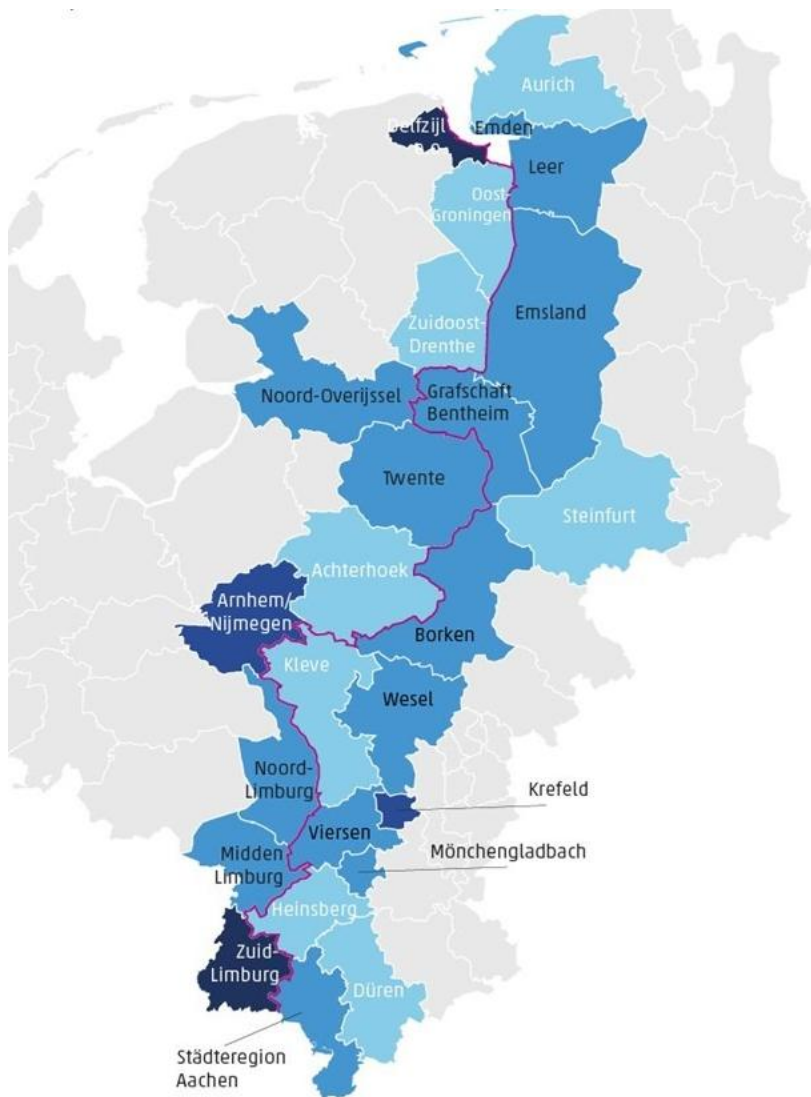 Aurich
Delfzijl
Emden
Leer
Oost-
Groningen
Emsland
Zuidoost-
Drenthe
Noord-Overijssel
Grafschaft
Bentheim
Twente
Steinfurt
Achterhoek
Arnhem/
Nijmegen
Borken
Kleve
Wesel
Noord-
Limburg
Krefeld
Viersen
Mönchengladbach
Midden
Limburg
Heinsberg
Zuid-
Limburg
Düren
Städteregion
Aachen